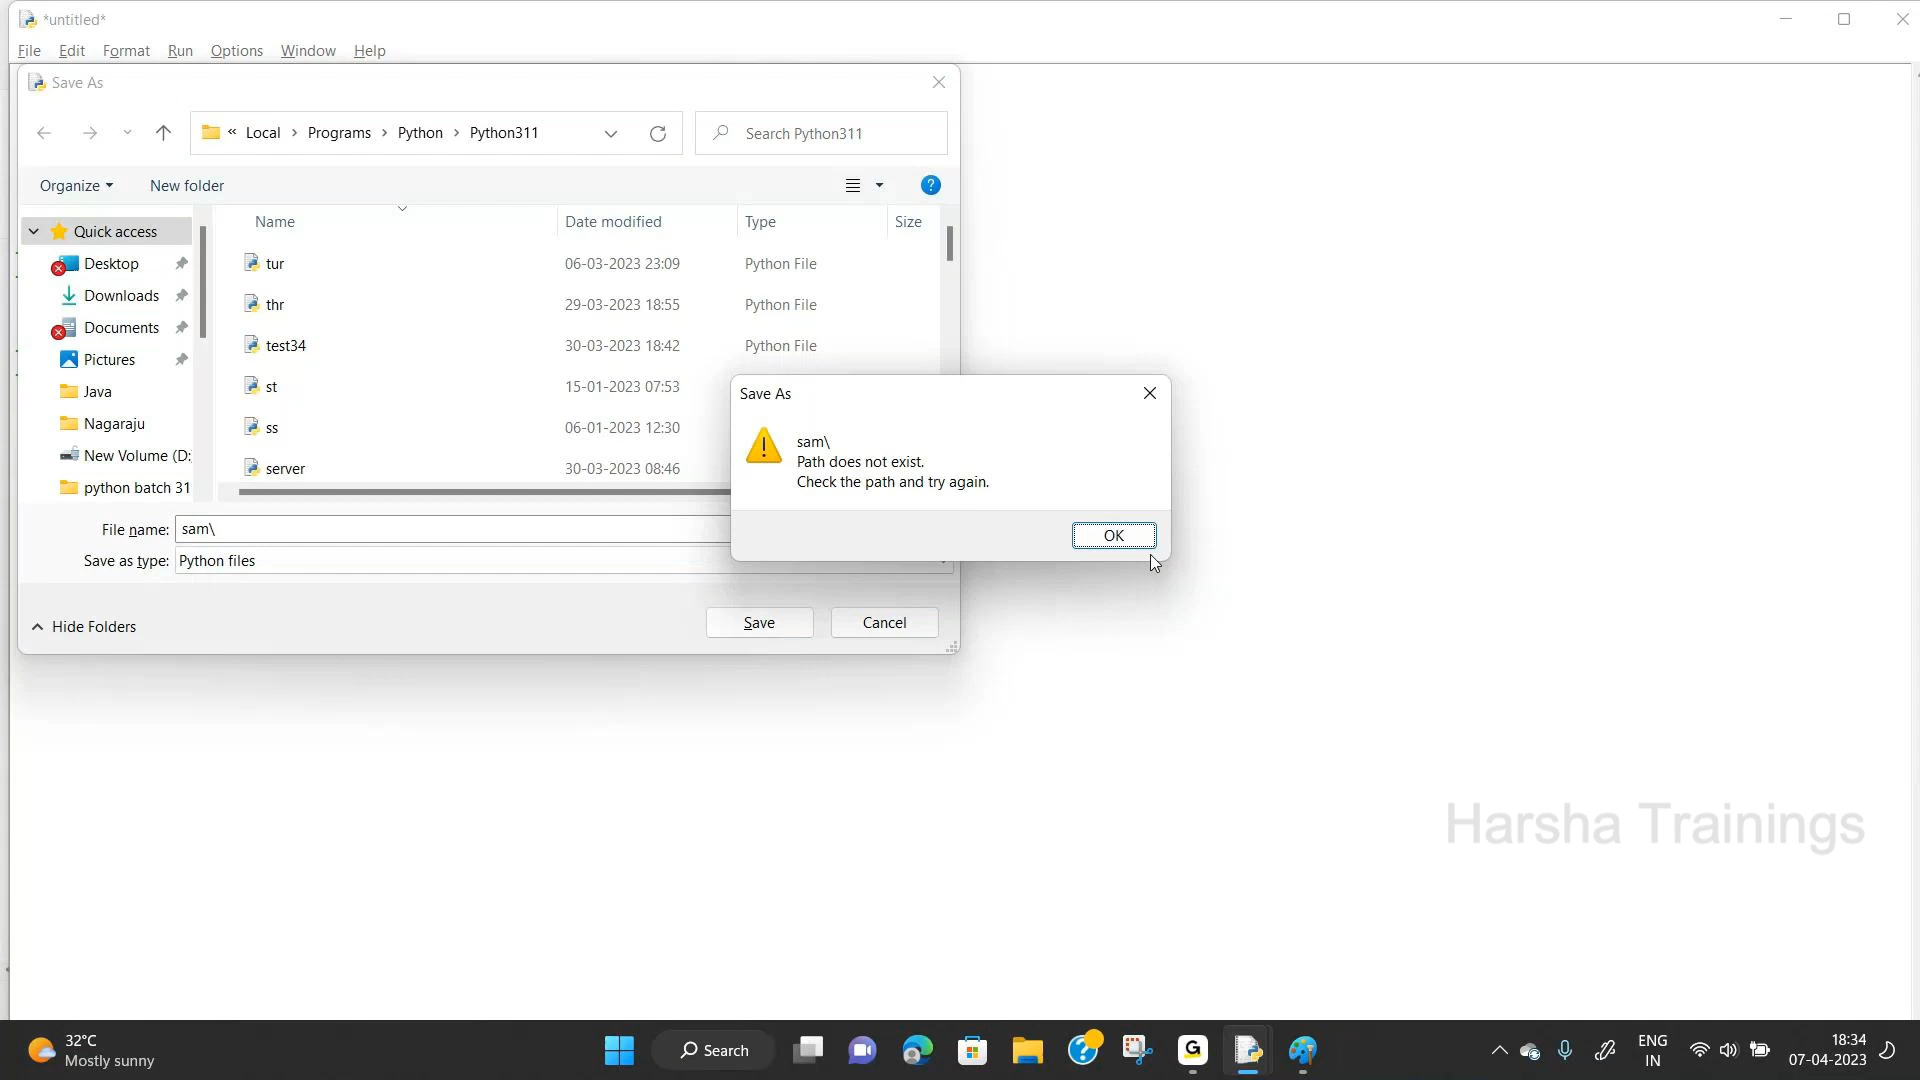 *untitled*
File Edit Format Run Options Window Help
Save As
« Local > Programs > Python > Python311
Search Python311
Organize New folder
?
Name Date modified Type Size
Quick access
Desktop
Downloads
Documents
Pictures
Java
Nagaraju
New Volume (D:
python batch 31
tur 06-03-2023 23:09 Python File
thr 29-03-2023 18:55 Python File
test34 30-03-2023 18:42 Python File
st 15-01-2023 07:53
ss 06-01-2023 12:30
server 30-03-2023 08:46
Save As
sam\
Path does not exist.
Check the path and try again.
OK
File name: sam\
Save as type: Python files
Hide Folders
Save Cancel
Harsha Trainings
32°C
Mostly sunny
Search
ENG
IN
18:34
07-04-2023